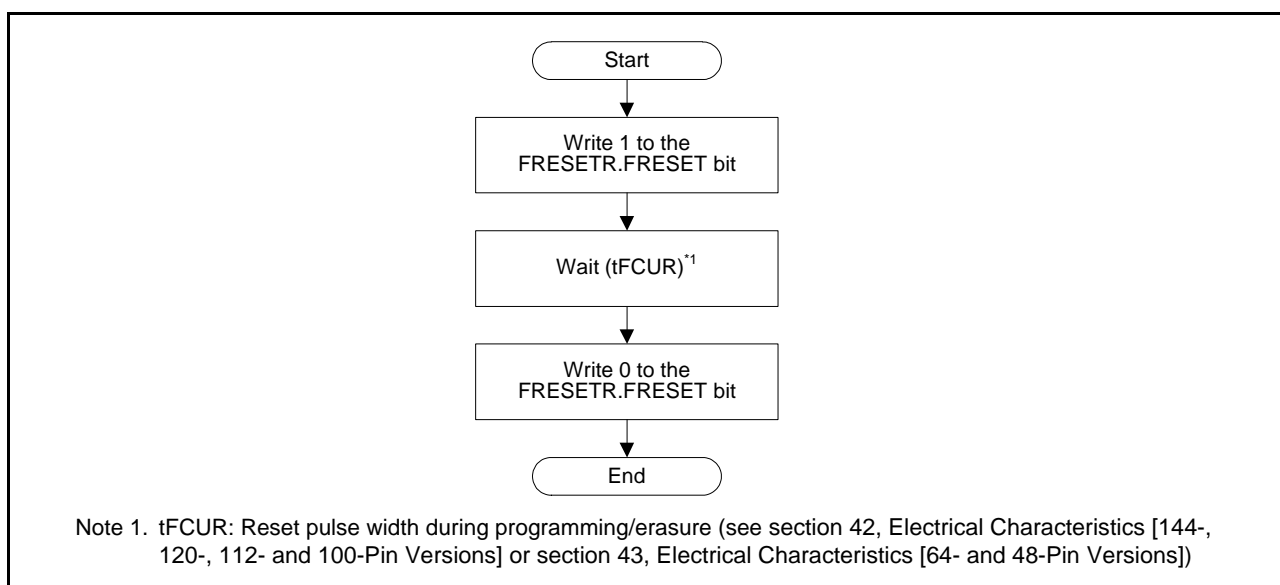 Start
Write 1 to the
FRESETR.FRESET bit
Wait (tFCUR)*1
Write 0 to the
FRESETR.FRESET bit
End
Note 1. tFCUR: Reset pulse width during programming/erasure (see section 42, Electrical Characteristics [144-,
120-, 112- and 100-Pin Versions] or section 43, Electrical Characteristics [64- and 48-Pin Versions])